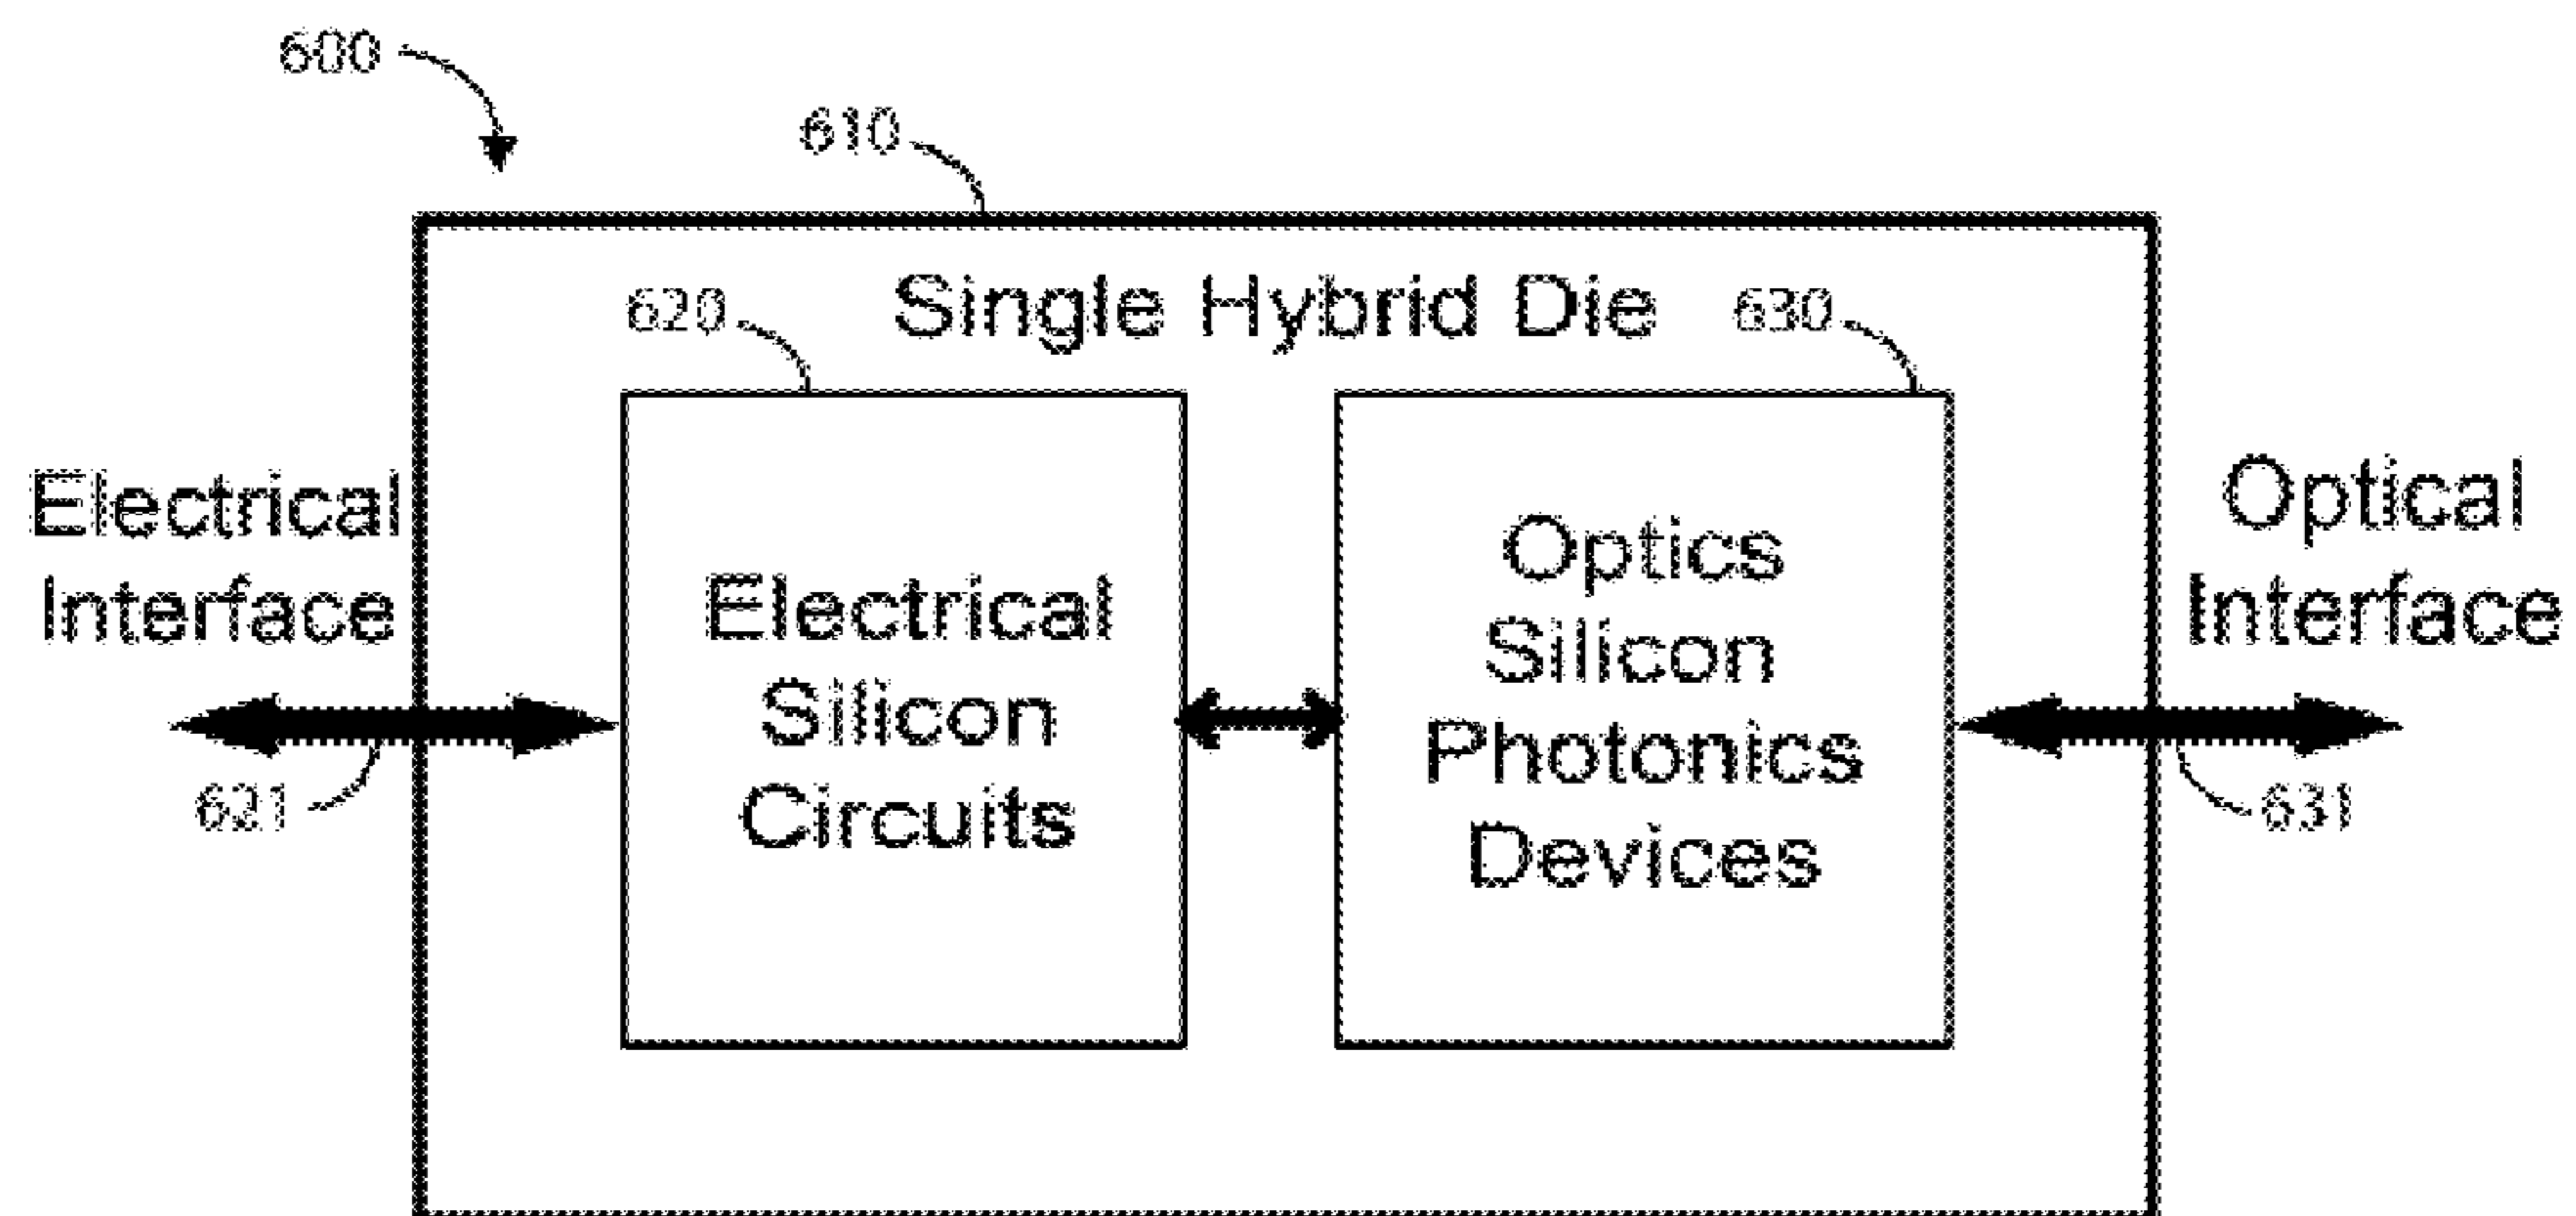 600
610
Single Hybrid Die
620
630
Electrical
Interface
Electrical
Silicon
Circuits
Optics
Silicon
Photonics
Devices
Optical
Interface
621
631